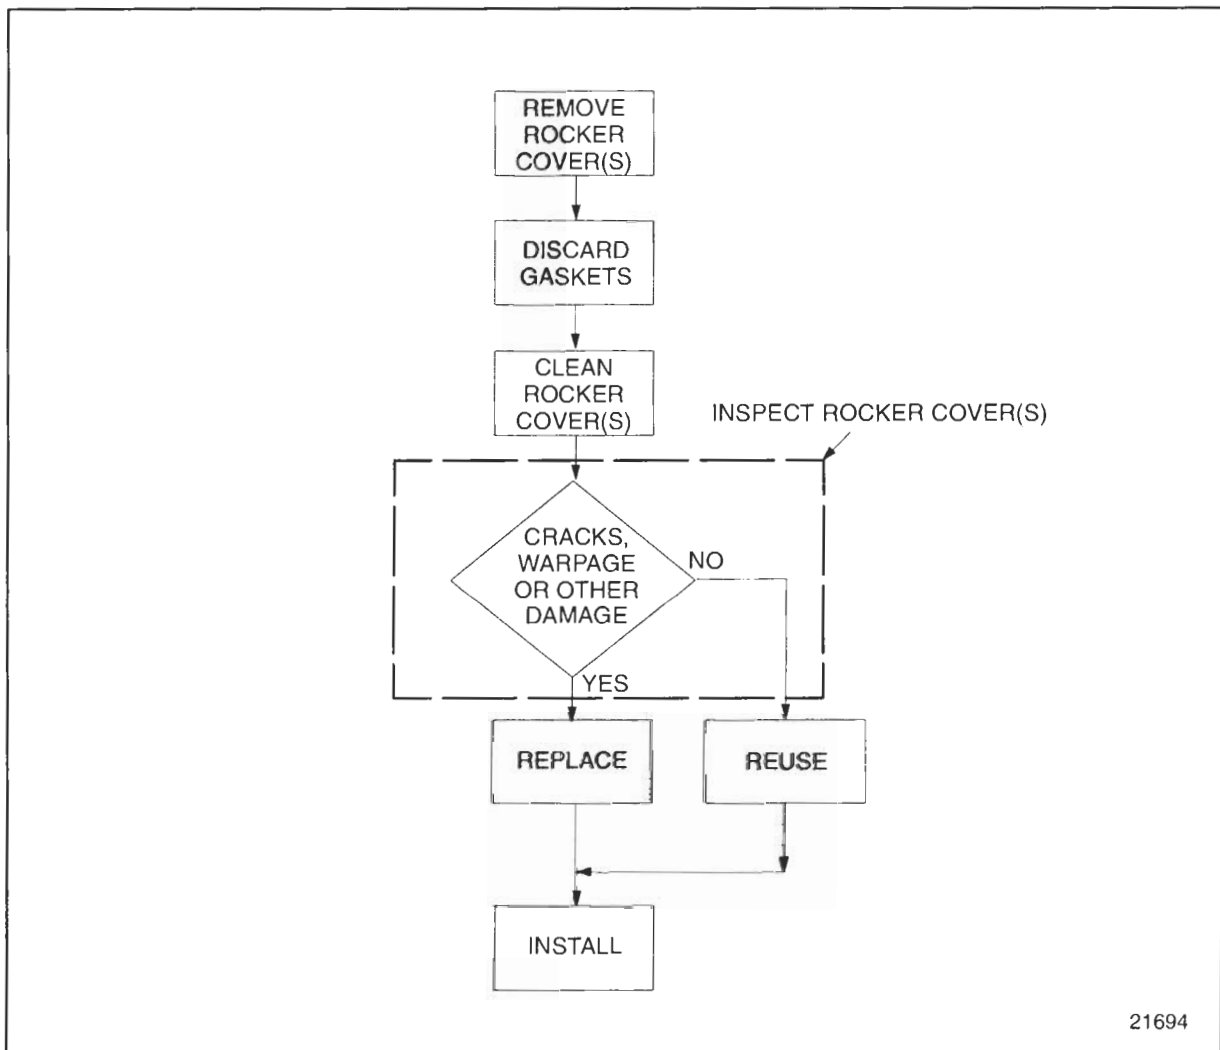 REMOVE
ROCKER
COVER(S)
DISCARD
GASKETS
CLEAN
ROCKER
COVER(S)
INSPECT ROCKER COVER(S)
CRACKS,
WARPAGE
OR OTHER
DAMAGE
NO
YES
REPLACE
REUSE
INSTALL
21694